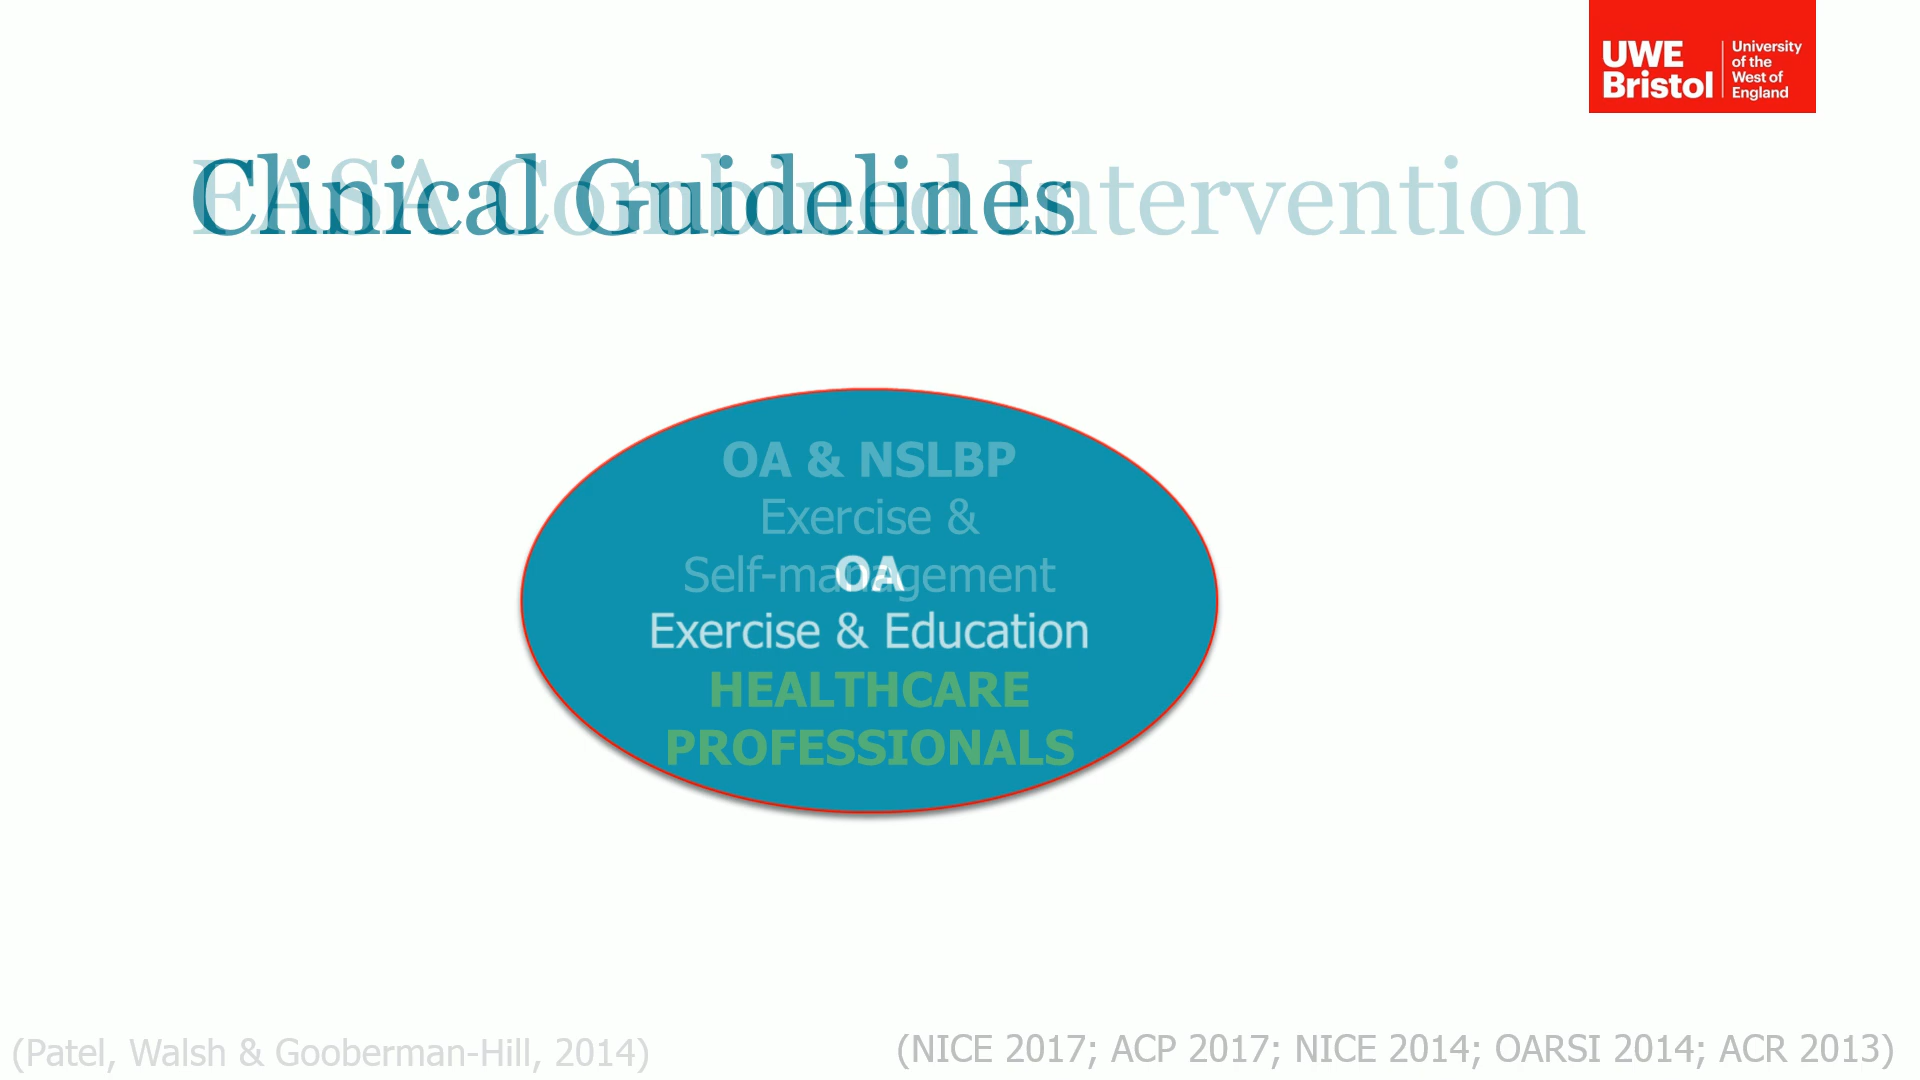 UWE
Bristol
University
of the
West of
England
Clinical Guidelines
EASA Combined Intervention
OA & NSLBP
Exercise &
Self-management
OA
Exercise & Education
HEALTHCARE
PROFESSIONALS
(Patel, Walsh & Gooberman-Hill, 2014)
(NICE 2017; ACP 2017; NICE 2014; OARSI 2014; ACR 2013)